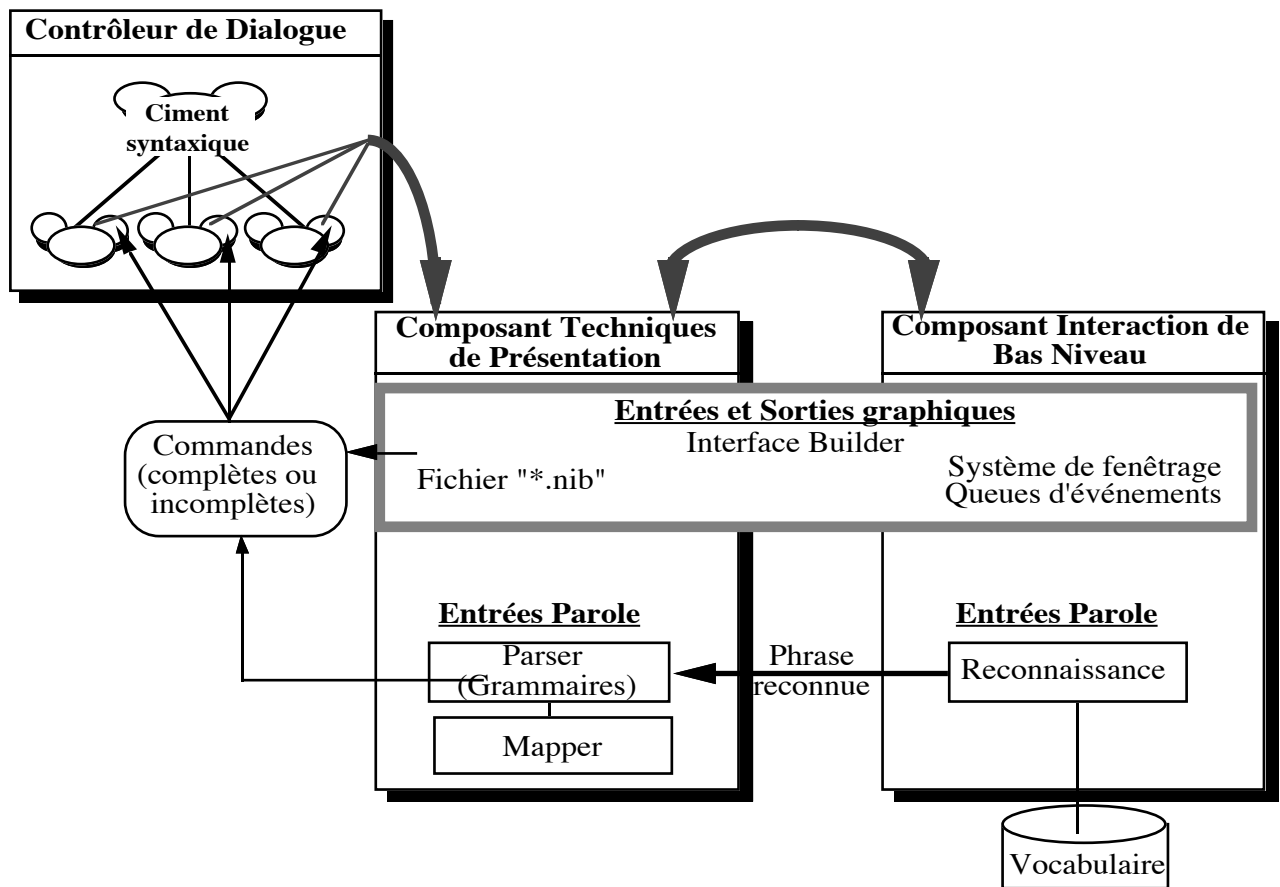 Contrôleur de Dialogue
Ciment
syntaxique
Composant Techniques
de Présentation
Composant Interaction de
Bas Niveau
Entrées et Sorties graphiques
Interface Builder
Commandes
(complètes ou
incomplètes)
Fichier "*.nib"
Système de fenêtrage
Queues d'événements
Entrées Parole
Entrées Parole
Parser
(Grammaires)
Phrase
reconnue
Reconnaissance
Mapper
Vocabulaire